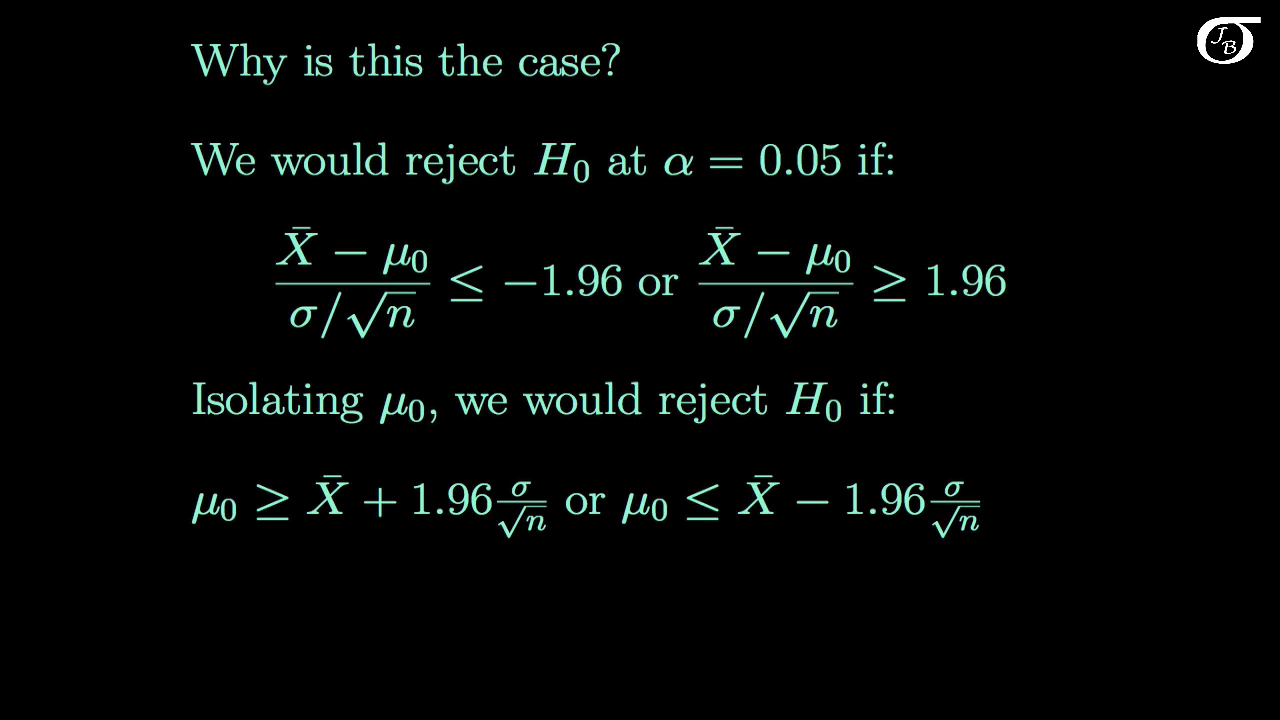 JB
Why is this the case?
We would reject H₀ at α = 0.05 if:
(X̄ − μ₀)/(σ/√n) ≤ −1.96 or (X̄ − μ₀)/(σ/√n) ≥ 1.96
Isolating μ₀, we would reject H₀ if:
μ₀ ≥ X̄ + 1.96 σ/√n or μ₀ ≤ X̄ − 1.96 σ/√n